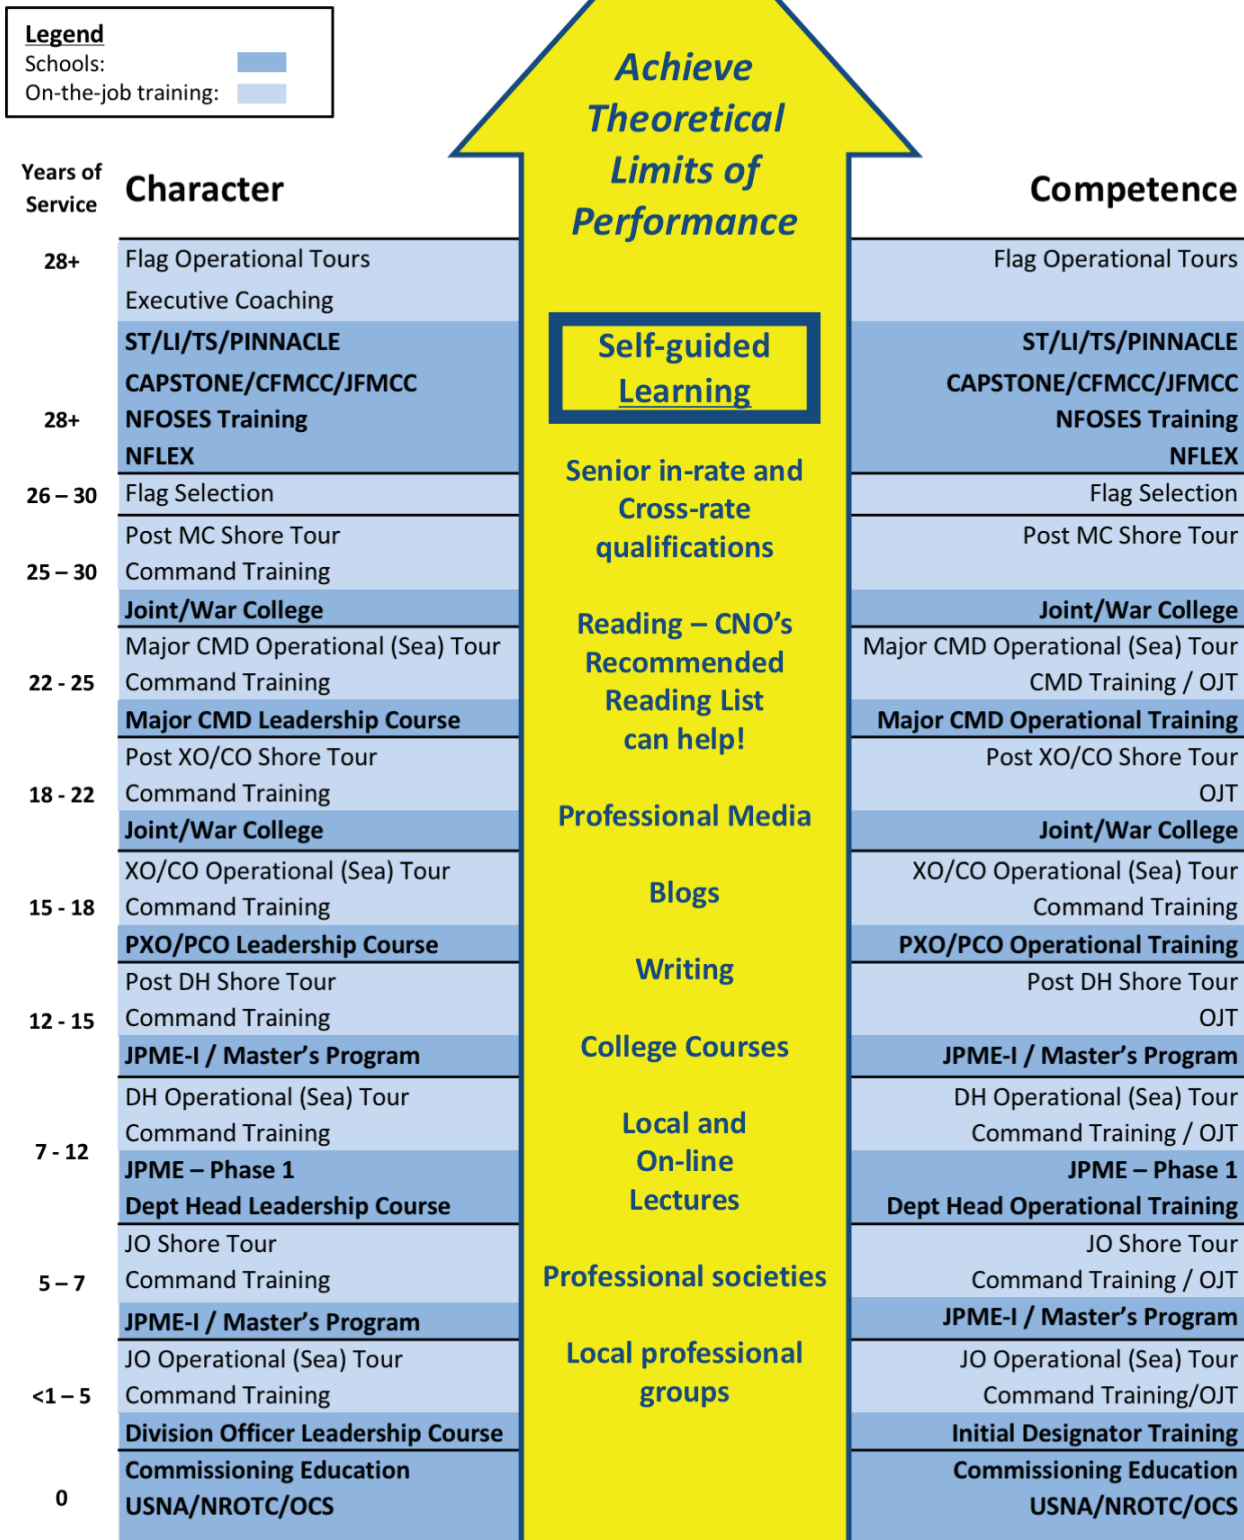 Legend
Schools:
On-the-job training:
Years of
Service
Character
28+
Flag Operational Tours
Executive Coaching
ST/LI/TS/PINNACLE
CAPSTONE/CFMCC/JFMCC
28+
NFOSES Training
NFLEX
26 – 30
Flag Selection
Post MC Shore Tour
25 – 30
Command Training
Joint/War College
Major CMD Operational (Sea) Tour
22 - 25
Command Training
Major CMD Leadership Course
Post XO/CO Shore Tour
18 - 22
Command Training
Joint/War College
XO/CO Operational (Sea) Tour
15 - 18
Command Training
PXO/PCO Leadership Course
Post DH Shore Tour
12 - 15
Command Training
JPME-I / Master’s Program
DH Operational (Sea) Tour
Command Training
7 - 12
JPME – Phase 1
Dept Head Leadership Course
JO Shore Tour
5 – 7
Command Training
JPME-I / Master’s Program
JO Operational (Sea) Tour
<1 – 5
Command Training
Division Officer Leadership Course
Commissioning Education
0
USNA/NROTC/OCS
Achieve
Theoretical
Limits of
Performance
Self-guided
Learning
Senior in-rate and
Cross-rate
qualifications
Reading – CNO’s
Recommended
Reading List
can help!
Professional Media
Blogs
Writing
College Courses
Local and
On-line
Lectures
Professional societies
Local professional
groups
Competence
Flag Operational Tours
ST/LI/TS/PINNACLE
CAPSTONE/CFMCC/JFMCC
NFOSES Training
NFLEX
Flag Selection
Post MC Shore Tour
Joint/War College
Major CMD Operational (Sea) Tour
CMD Training / OJT
Major CMD Operational Training
Post XO/CO Shore Tour
OJT
Joint/War College
XO/CO Operational (Sea) Tour
Command Training
PXO/PCO Operational Training
Post DH Shore Tour
OJT
JPME-I / Master’s Program
DH Operational (Sea) Tour
Command Training / OJT
JPME – Phase 1
Dept Head Operational Training
JO Shore Tour
Command Training / OJT
JPME-I / Master’s Program
JO Operational (Sea) Tour
Command Training/OJT
Initial Designator Training
Commissioning Education
USNA/NROTC/OCS